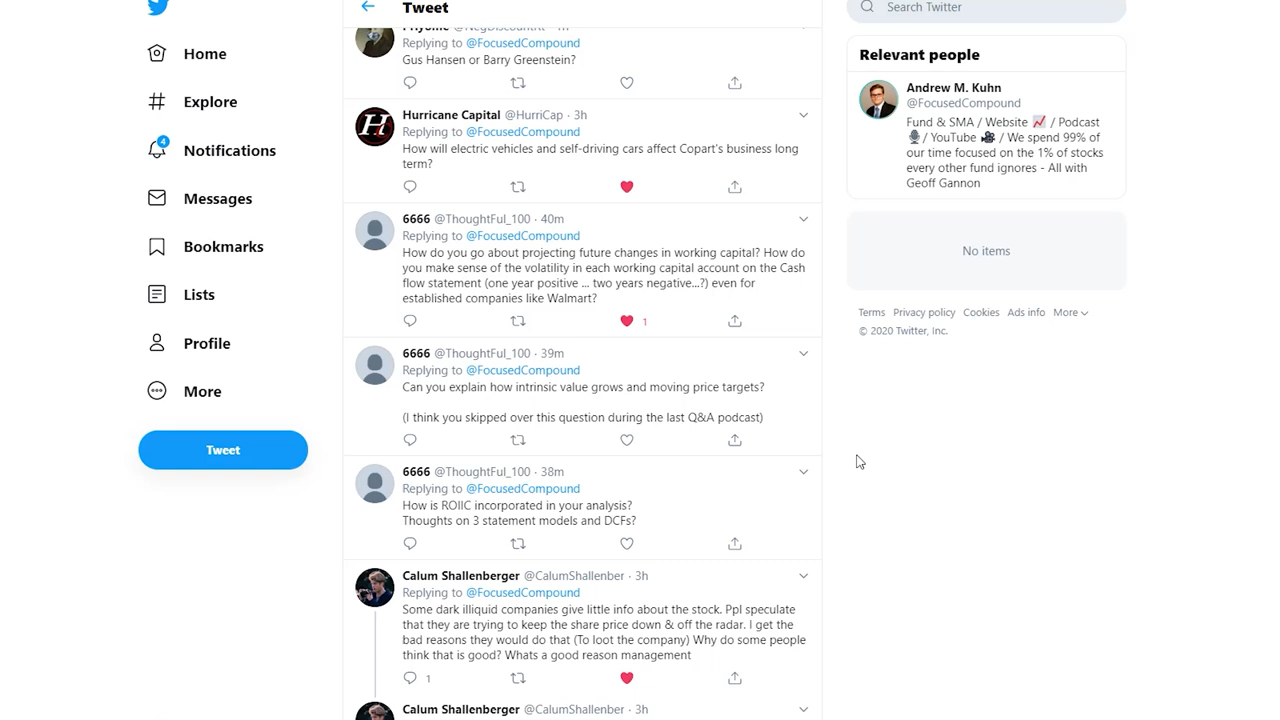 Home
Explore
4
Notifications
Messages
Bookmarks
Lists
Profile
More
Tweet
Tweet
Replying to @FocusedCompound
Gus Hansen or Barry Greenstein?
Hurricane Capital @HurriCap · 3h
Replying to @FocusedCompound
How will electric vehicles and self-driving cars affect Copart's business long
term?
6666 @ThoughtFul_100 · 40m
Replying to @FocusedCompound
How do you go about projecting future changes in working capital? How do
you make sense of the volatility in each working capital account on the Cash
flow statement (one year positive ... two years negative...?) even for
established companies like Walmart?
1
6666 @ThoughtFul_100 · 39m
Replying to @FocusedCompound
Can you explain how intrinsic value grows and moving price targets?
(I think you skipped over this question during the last Q&A podcast)
6666 @ThoughtFul_100 · 38m
Replying to @FocusedCompound
How is ROIIC incorporated in your analysis?
Thoughts on 3 statement models and DCFs?
Calum Shallenberger @CalumShallenber · 3h
Replying to @FocusedCompound
Some dark illiquid companies give little info about the stock. Ppl speculate
that they are trying to keep the share price down & off the radar. I get the
bad reasons they would do that (To loot the company) Why do some people
think that is good? Whats a good reason management
1
Calum Shallenberger @CalumShallenber · 3h
Search Twitter
Relevant people
Andrew M. Kuhn
@FocusedCompound
Fund & SMA / Website / Podcast
/ YouTube / We spend 99% of
our time focused on the 1% of stocks
every other fund ignores - All with
Geoff Gannon
No items
Terms Privacy policy Cookies Ads info More
© 2020 Twitter, Inc.